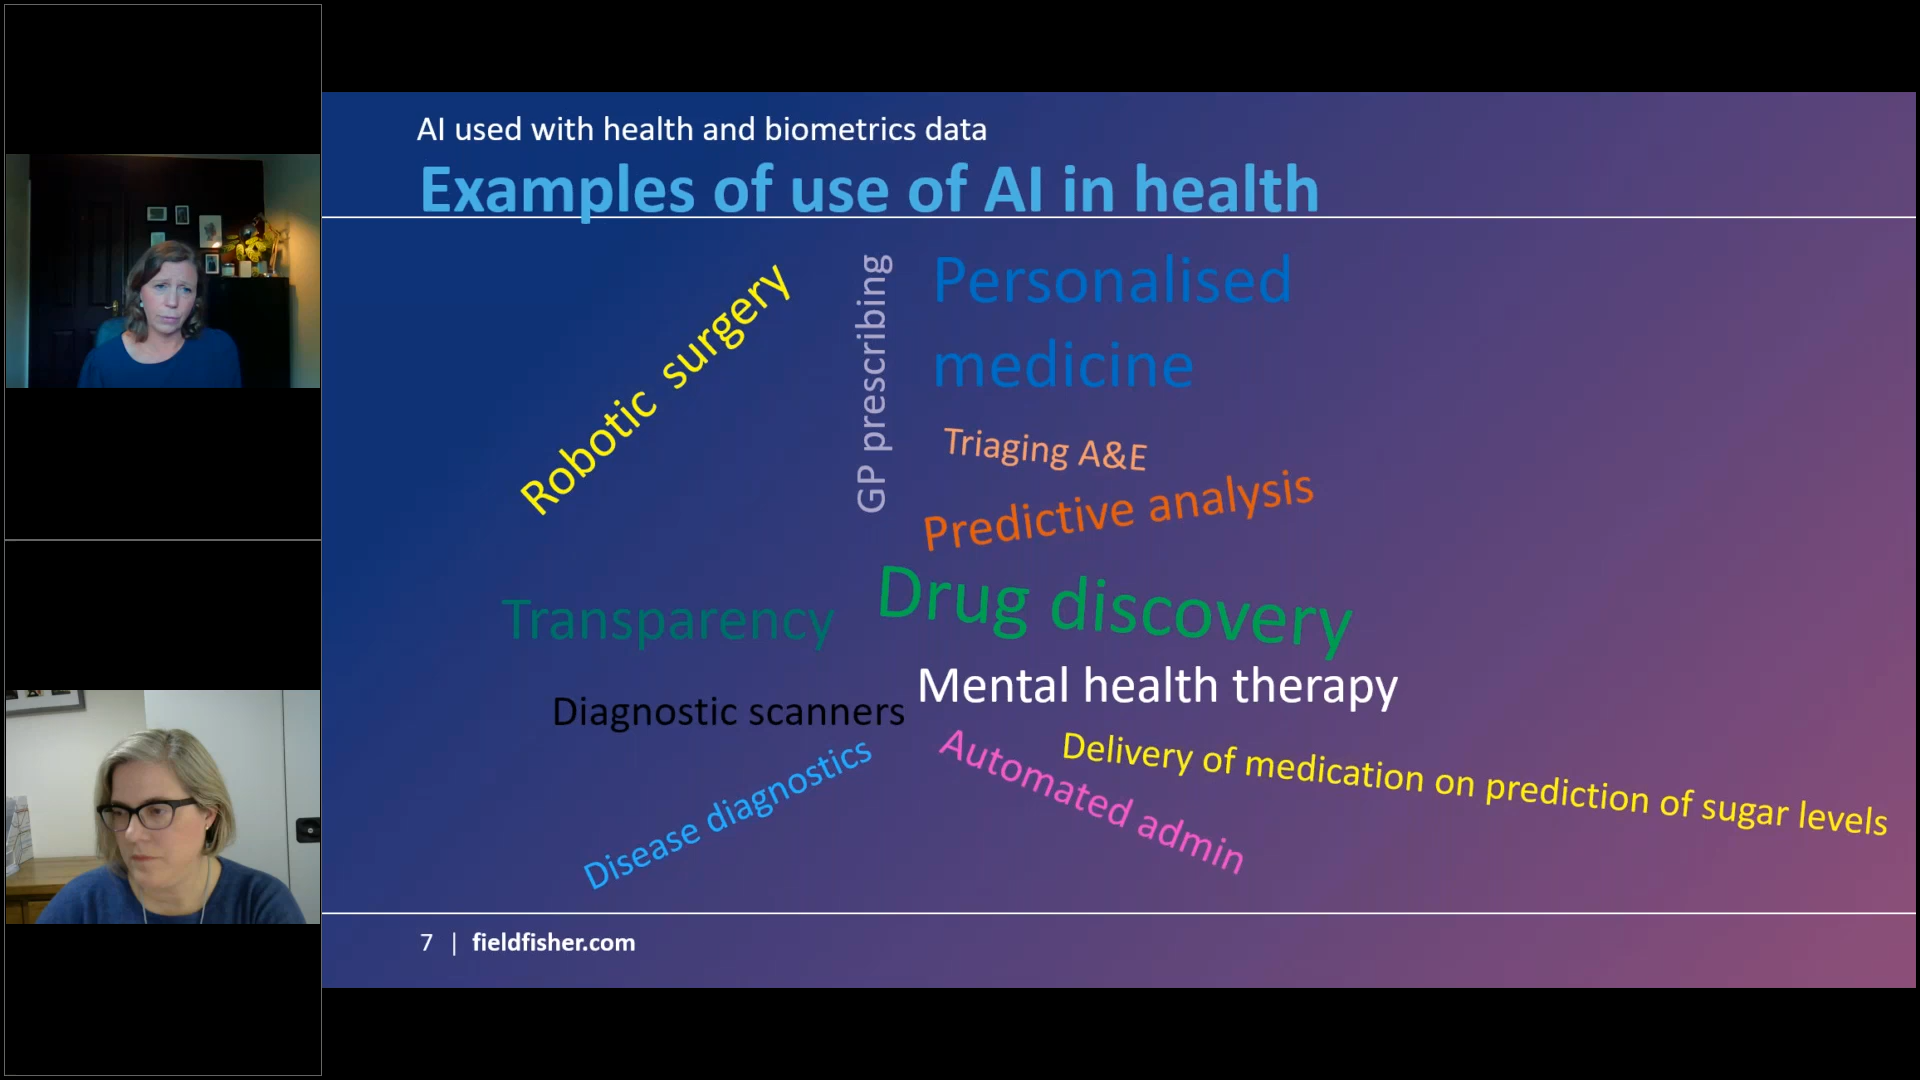 AI used with health and biometrics data
Examples of use of AI in health
Robotic surgery
GP prescribing
Personalised
medicine
Triaging A&E
Predictive analysis
Transparency
Drug discovery
Mental health therapy
Diagnostic scanners
Delivery of medication on prediction of sugar levels
Automated admin
Disease diagnostics
7 | fieldfisher.com